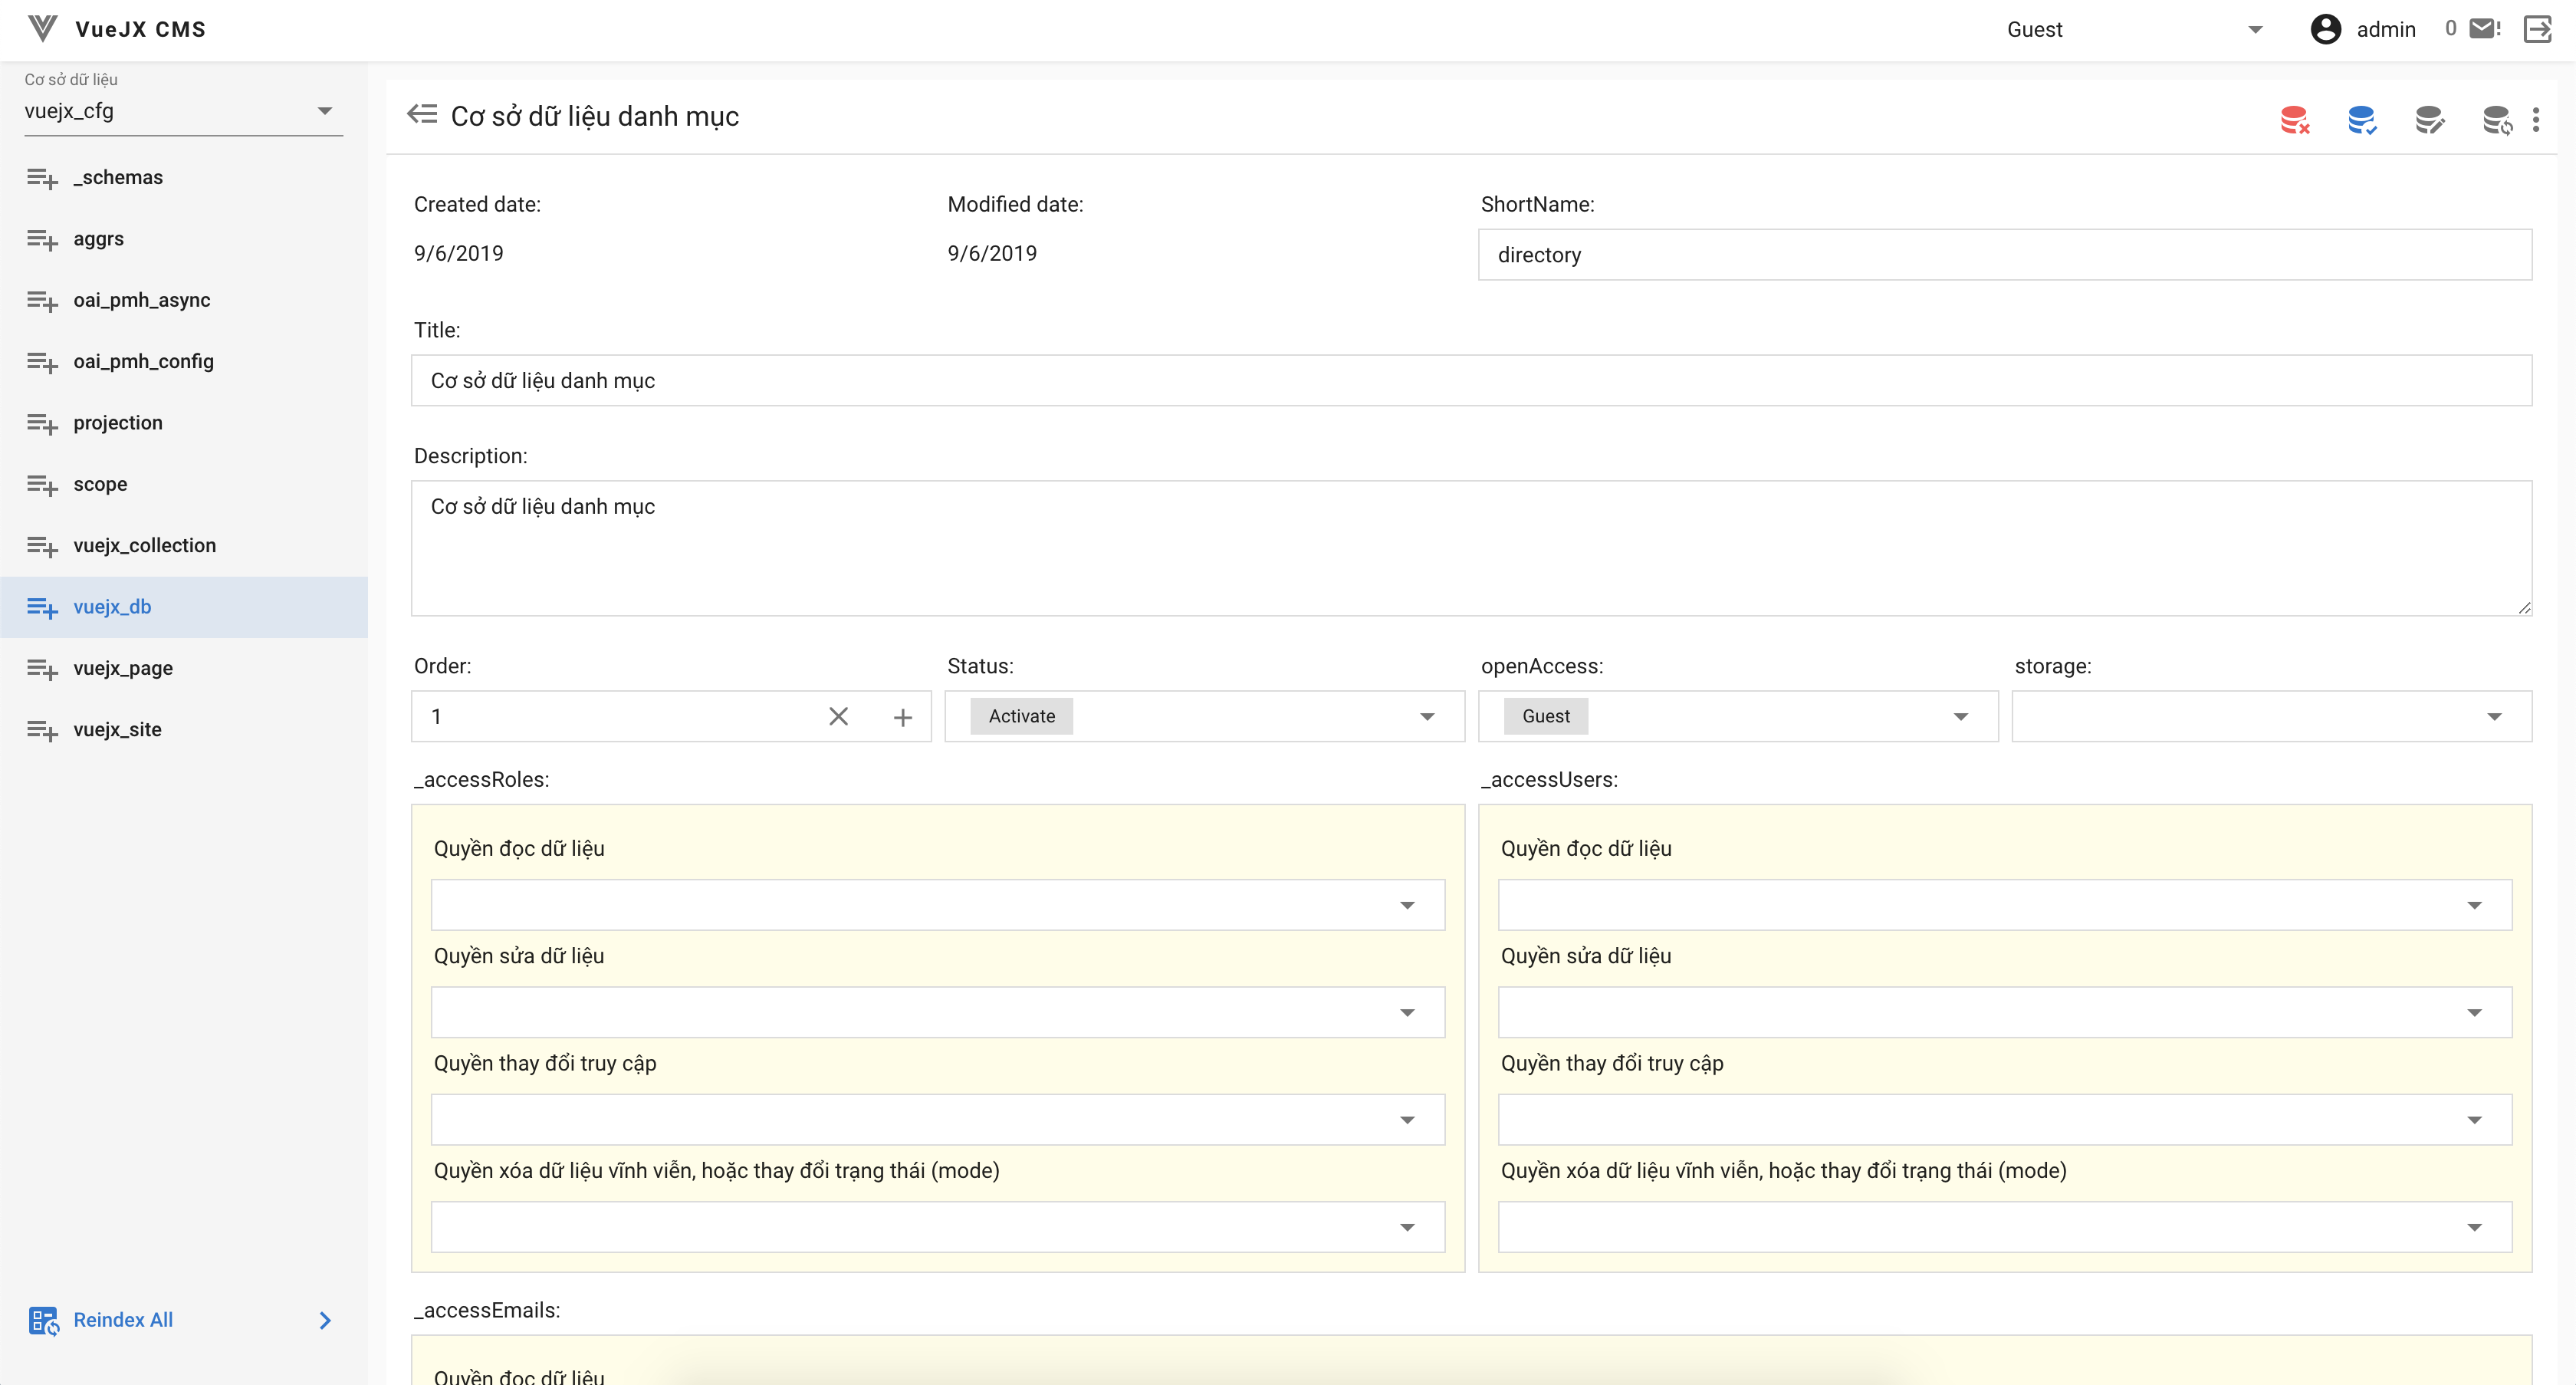 VueJX CMS
Guest
admin
0
Cơ sở dữ liệu
vuejx_cfg
_schemas
aggrs
oai_pmh_async
oai_pmh_config
projection
scope
vuejx_collection
vuejx_db
vuejx_page
vuejx_site
Reindex All
Cơ sở dữ liệu danh mục
Created date:
Modified date:
ShortName:
9/6/2019
9/6/2019
directory
Title:
Cơ sở dữ liệu danh mục
Description:
Cơ sở dữ liệu danh mục
Order:
Status:
openAccess:
storage:
1
Activate
Guest
_accessRoles:
Quyền đọc dữ liệu
Quyền sửa dữ liệu
Quyền thay đổi truy cập
Quyền xóa dữ liệu vĩnh viễn, hoặc thay đổi trạng thái (mode)
_accessUsers:
Quyền đọc dữ liệu
Quyền sửa dữ liệu
Quyền thay đổi truy cập
Quyền xóa dữ liệu vĩnh viễn, hoặc thay đổi trạng thái (mode)
_accessEmails:
Quyền đọc dữ liệu